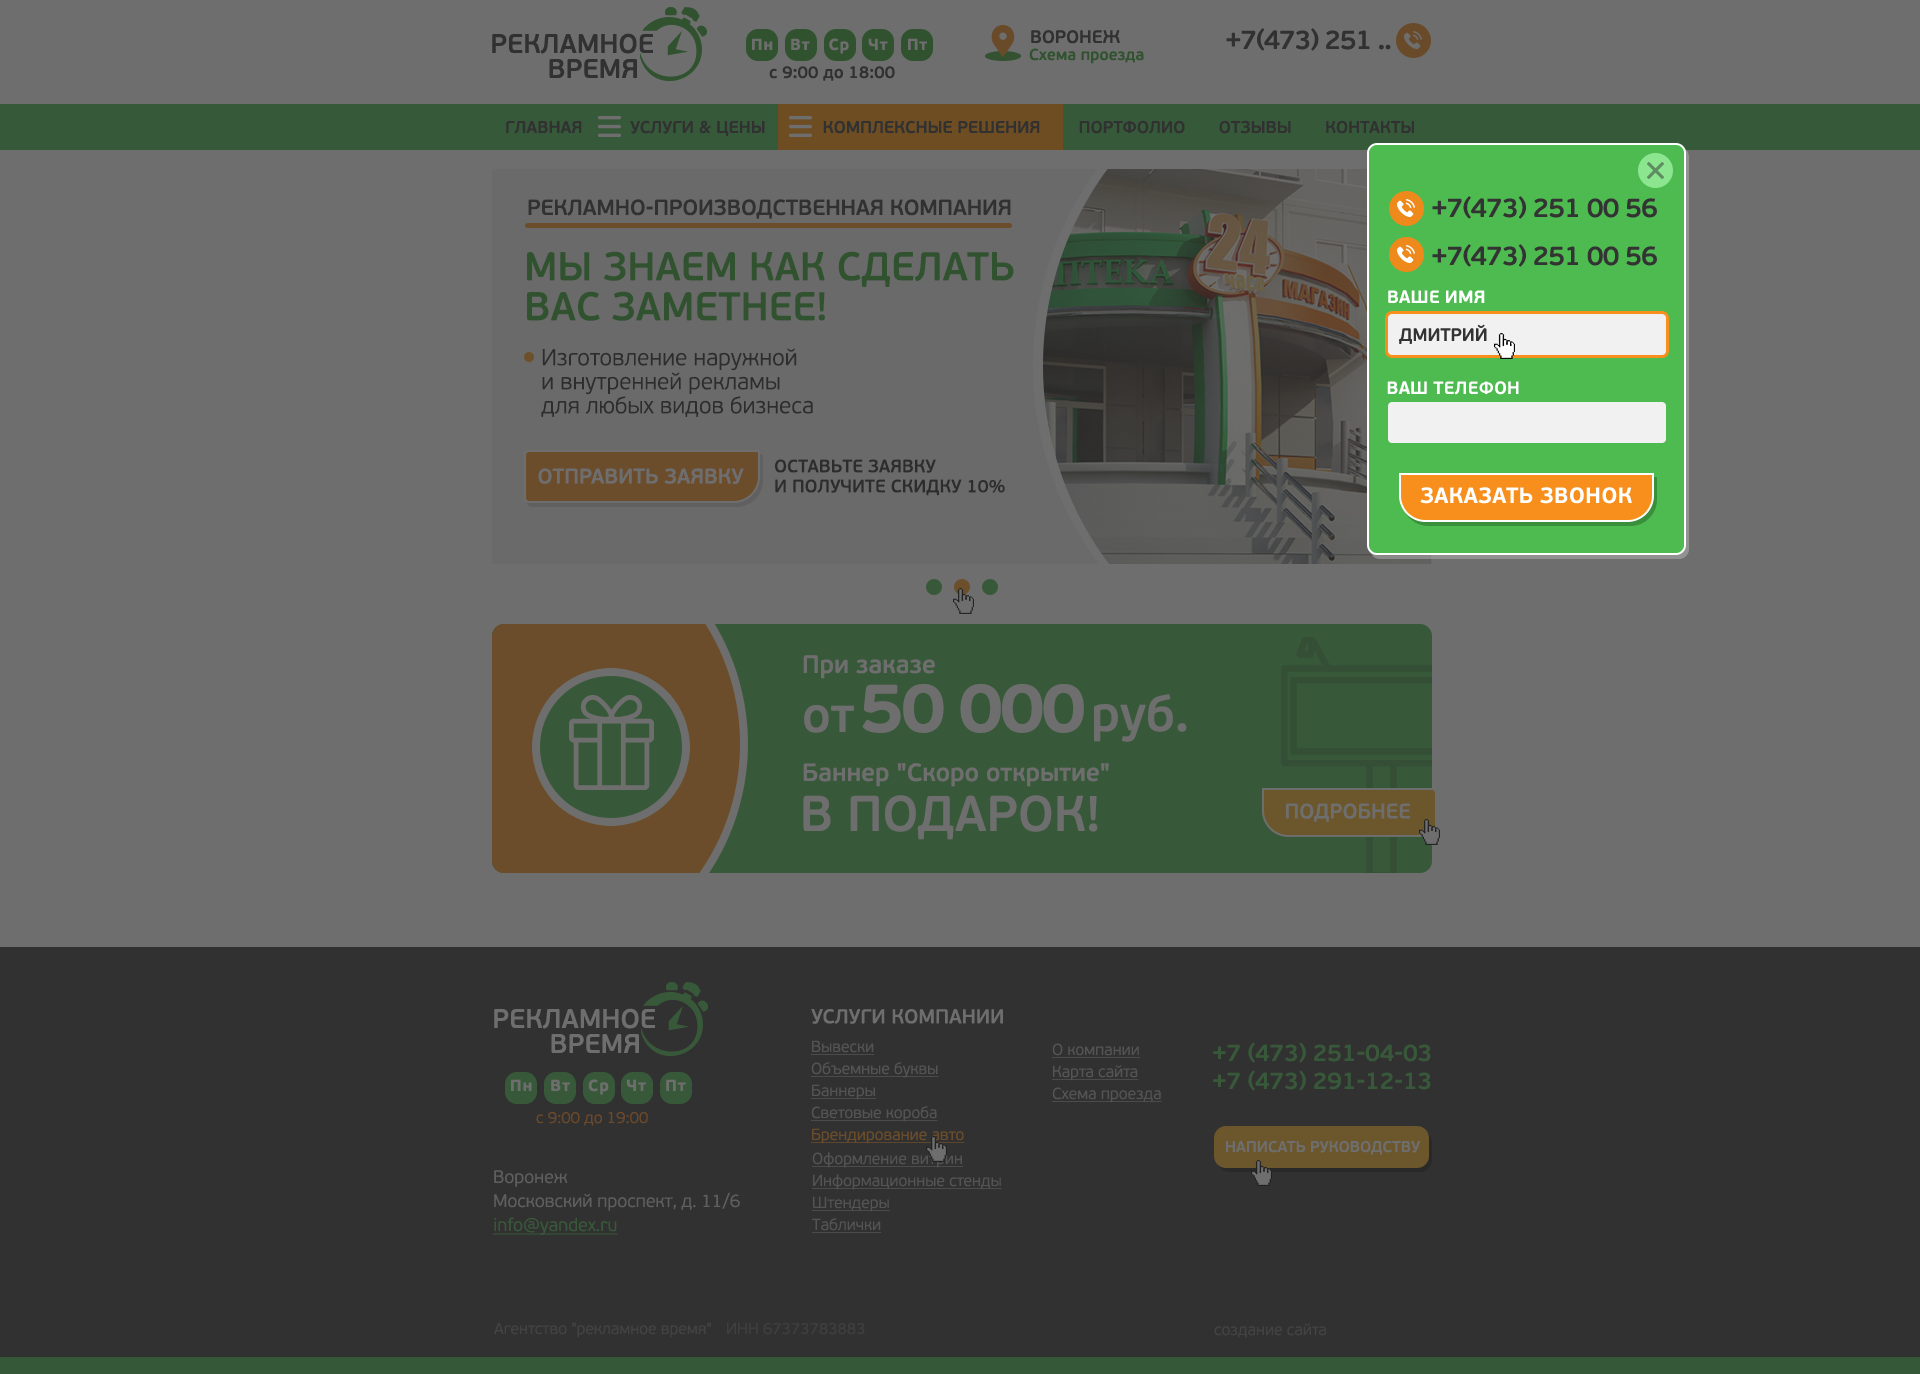 РЕКЛАМНОЕ
ВРЕМЯ
Пн Вт Ср Чт Пт
с 9:00 до 18:00
ВОРОНЕЖ
Схема проезда
+7(473) 251 ..
ГЛАВНАЯ УСЛУГИ & ЦЕНЫ КОМПЛЕКСНЫЕ РЕШЕНИЯ ПОРТФОЛИО ОТЗЫВЫ КОНТАКТЫ
РЕКЛАМНО-ПРОИЗВОДСТВЕННАЯ КОМПАНИЯ
МЫ ЗНАЕМ КАК СДЕЛАТЬ
ВАС ЗАМЕТНЕЕ!
Изготовление наружной
и внутренней рекламы
для любых видов бизнеса
ОТПРАВИТЬ ЗАЯВКУ
ОСТАВЬТЕ ЗАЯВКУ
И ПОЛУЧИТЕ СКИДКУ 10%
ПТЕКА
24
МАГАЗИН
+7(473) 251 00 56
+7(473) 251 00 56
ВАШЕ ИМЯ
ДМИТРИЙ
ВАШ ТЕЛЕФОН
ЗАКАЗАТЬ ЗВОНОК
При заказе
от 50 000 руб.
Баннер "Скоро открытие"
В ПОДАРОК!
ПОДРОБНЕЕ
РЕКЛАМНОЕ
ВРЕМЯ
Пн Вт Ср Чт Пт
с 9:00 до 19:00
Воронеж
Московский проспект, д. 11/6
info@yandex.ru
УСЛУГИ КОМПАНИИ
Вывески
Объемные буквы
Баннеры
Световые короба
Брендирование авто
Оформление витрин
Информационные стенды
Штендеры
Таблички
О компании
Карта сайта
Схема проезда
+7 (473) 251-04-03
+7 (473) 291-12-13
НАПИСАТЬ РУКОВОДСТВУ
Агентство "рекламное время" ИНН 67373783883
создание сайта